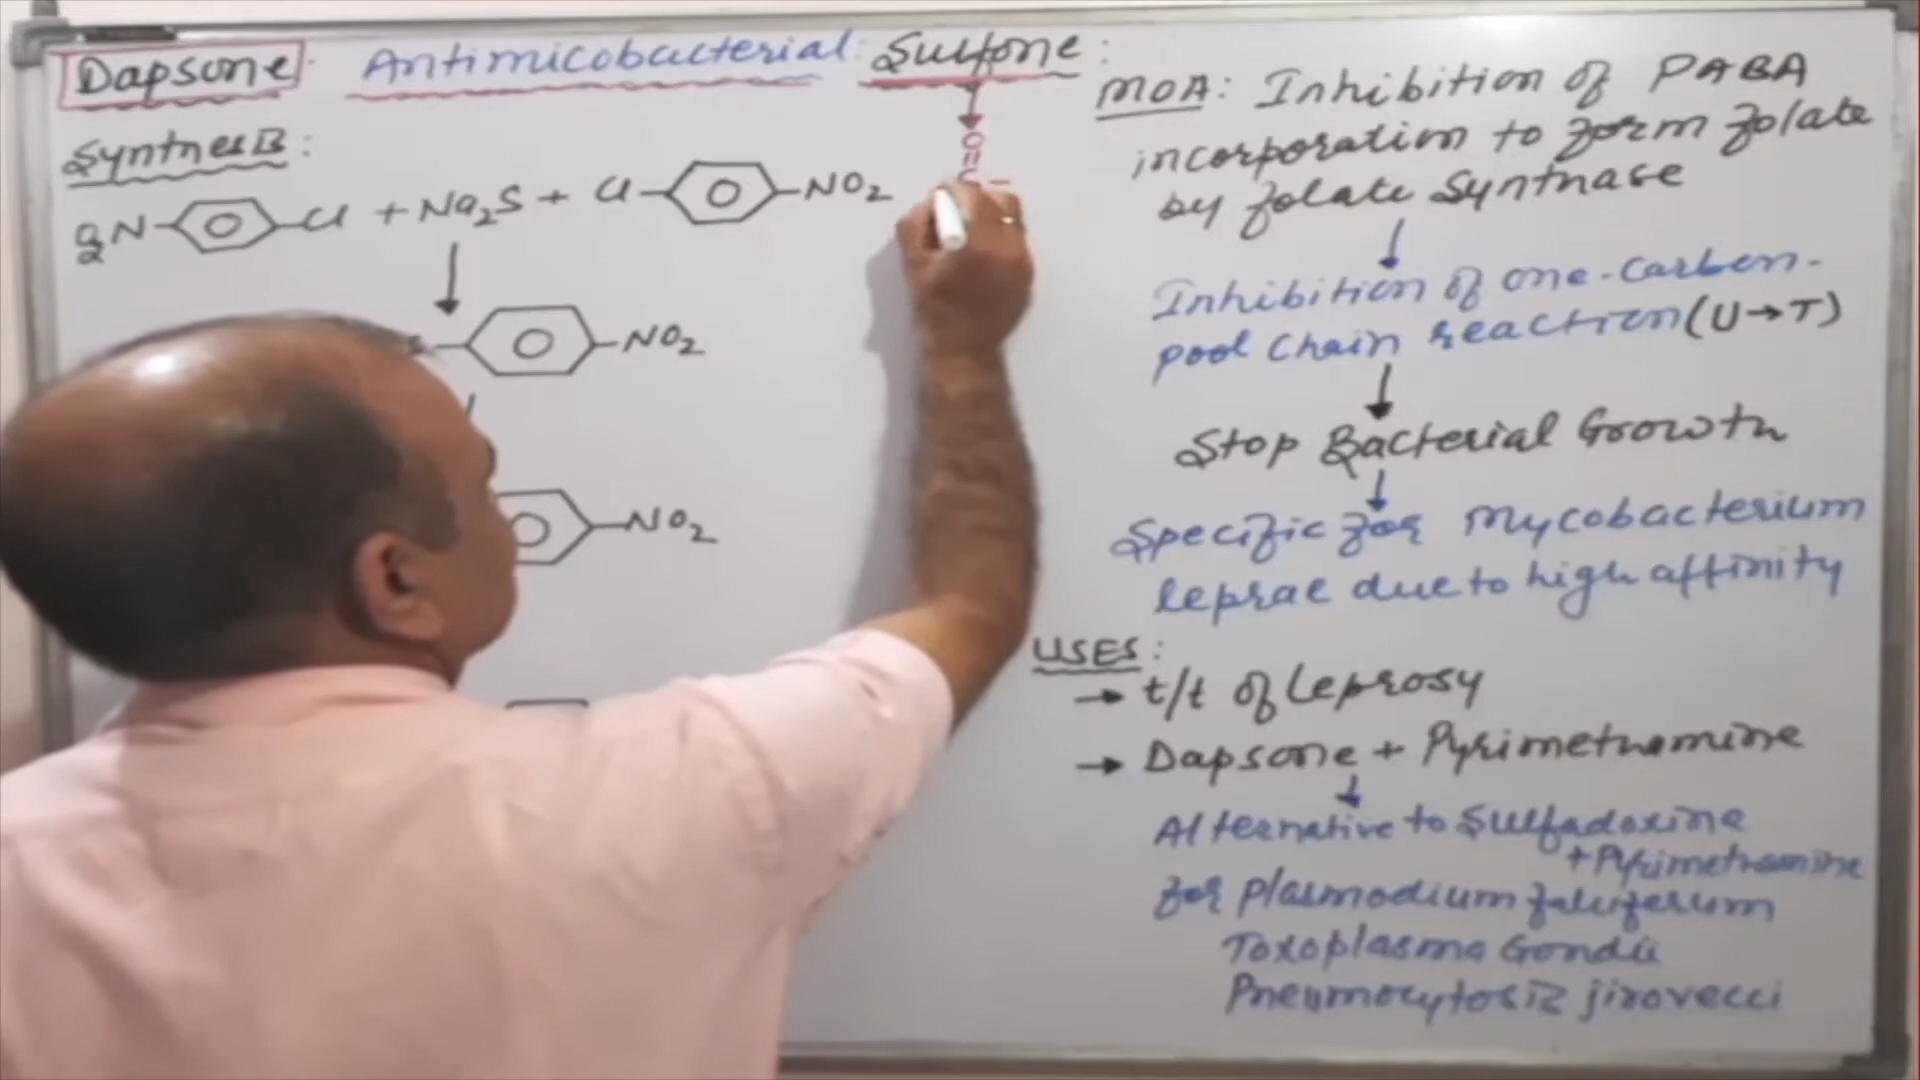 Dapsone. Antimicobacterial: Sulfone:
Synthesis:
O2N Cl + Na2S + Cl NO2
O
S
NO2
NO2
MOA: Inhibition of PABA
incorporation to form folate
by folate Synthase
Inhibition of one-Carbon-
pool Chain reaction (U→T)
Stop Bacterial Growth
Specific for Mycobacterium
leprae due to high affinity
USES:
→ t/t of Leprosy
→ Dapsone + Pyrimethamine
Alternative to Sulfadoxine
+ Pyrimethamine
for Plasmodium falciferum
Toxoplasma Gondii
Pneumocytosis jirovecci